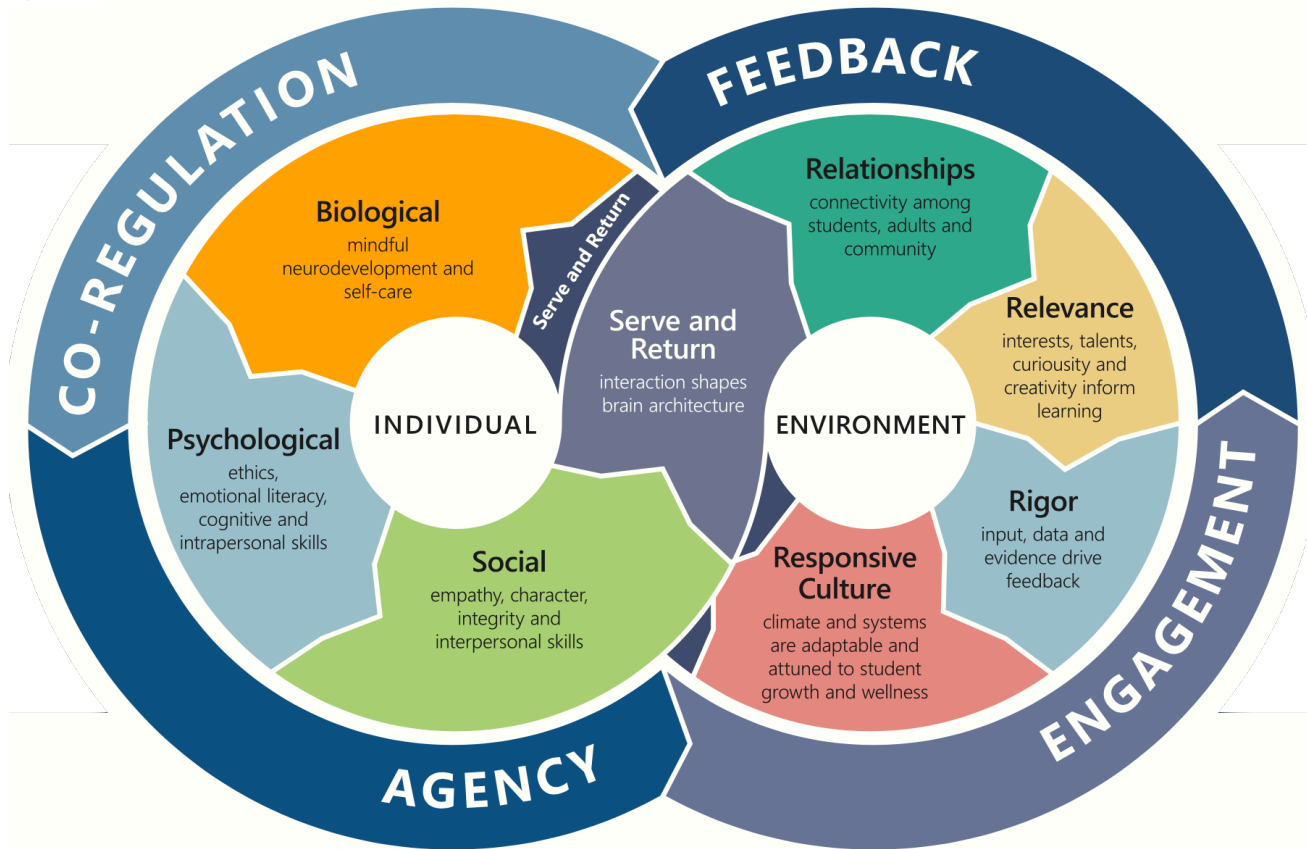 CO-REGULATION
FEEDBACK
Biological
mindful
neurodevelopment and
self-care
Serve and Return
Relationships
connectivity among
students, adults and
community
Serve and
Return
interaction shapes
brain architecture
Relevance
interests, talents,
curiousity and
creativity inform
learning
INDIVIDUAL
ENVIRONMENT
Psychological
ethics,
emotional literacy,
cognitive and
intrapersonal skills
Rigor
input, data and
evidence drive
feedback
Social
empathy, character,
integrity and
interpersonal skills
Responsive
Culture
climate and systems
are adaptable and
attuned to student
growth and wellness
AGENCY
ENGAGEMENT